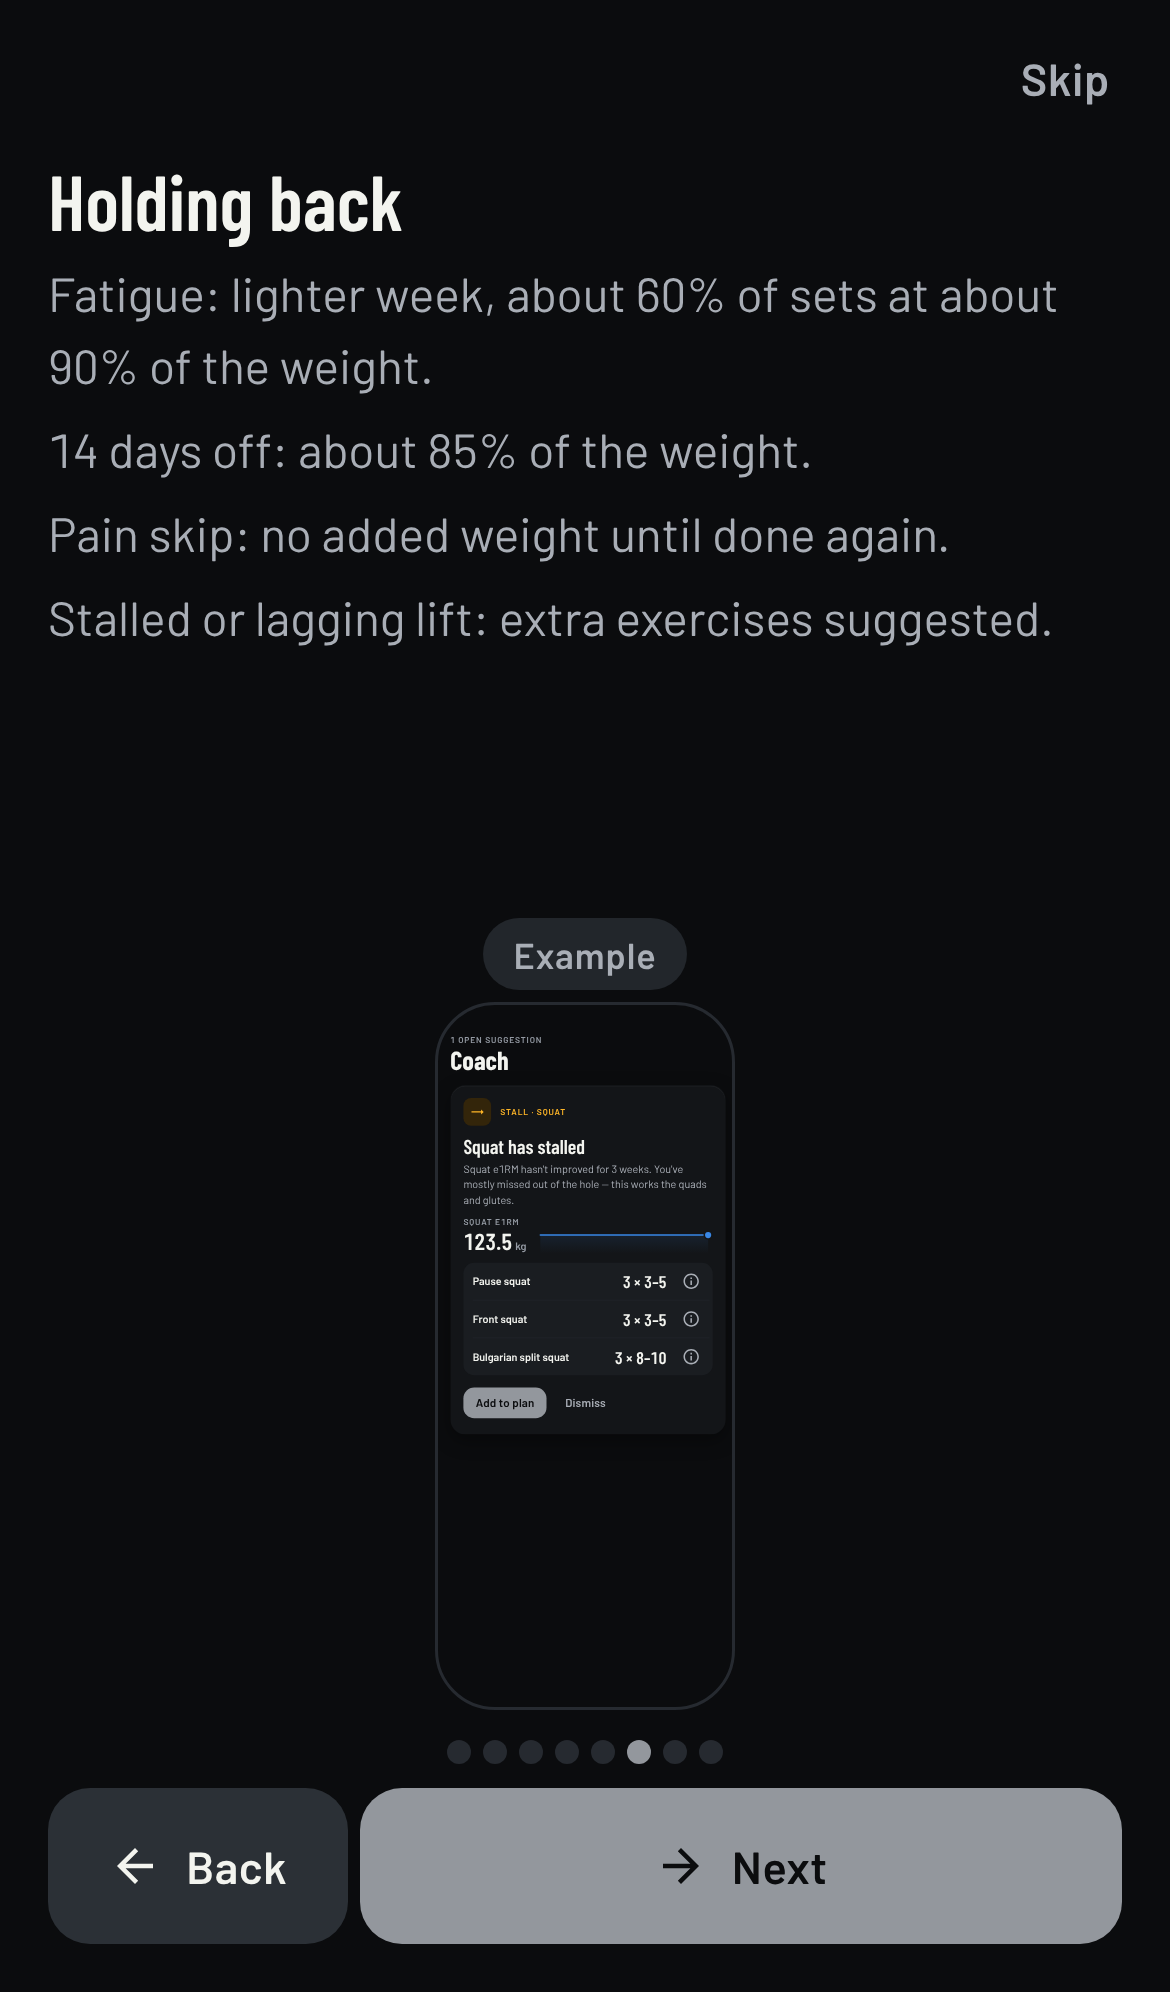 Skip
Holding back
Fatigue: lighter week, about 60% of sets at about
90% of the weight.
14 days off: about 85% of the weight.
Pain skip: no added weight until done again.
Stalled or lagging lift: extra exercises suggested.
Example
1 OPEN SUGGESTION
Coach
STALL · SQUAT
Squat has stalled
Squat e1RM hasn't improved for 3 weeks. You've
mostly missed out of the hole — this works the quads
and glutes.
SQUAT E1RM
123.5 kg
Pause squat 3 × 3–5
Front squat 3 × 3–5
Bulgarian split squat 3 × 8–10
Add to plan Dismiss
Back Next